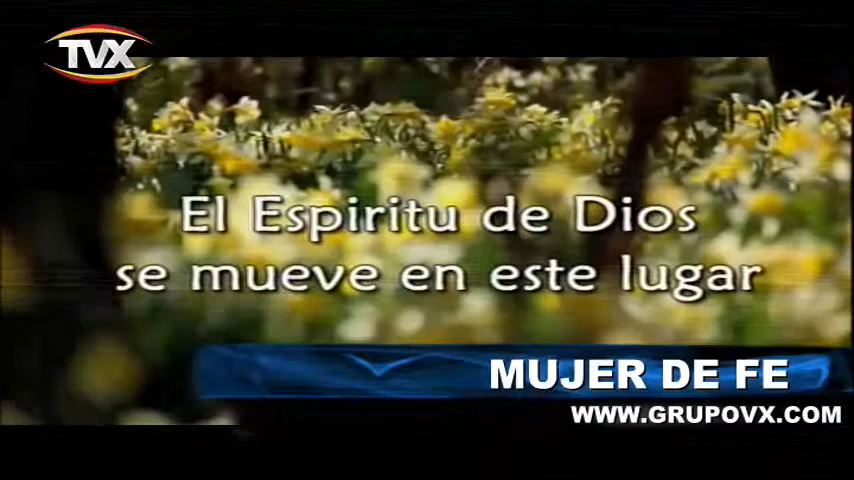 TVX
El Espiritu de Dios
se mueve en este lugar
MUJER DE FE
WWW.GRUPOVX.COM